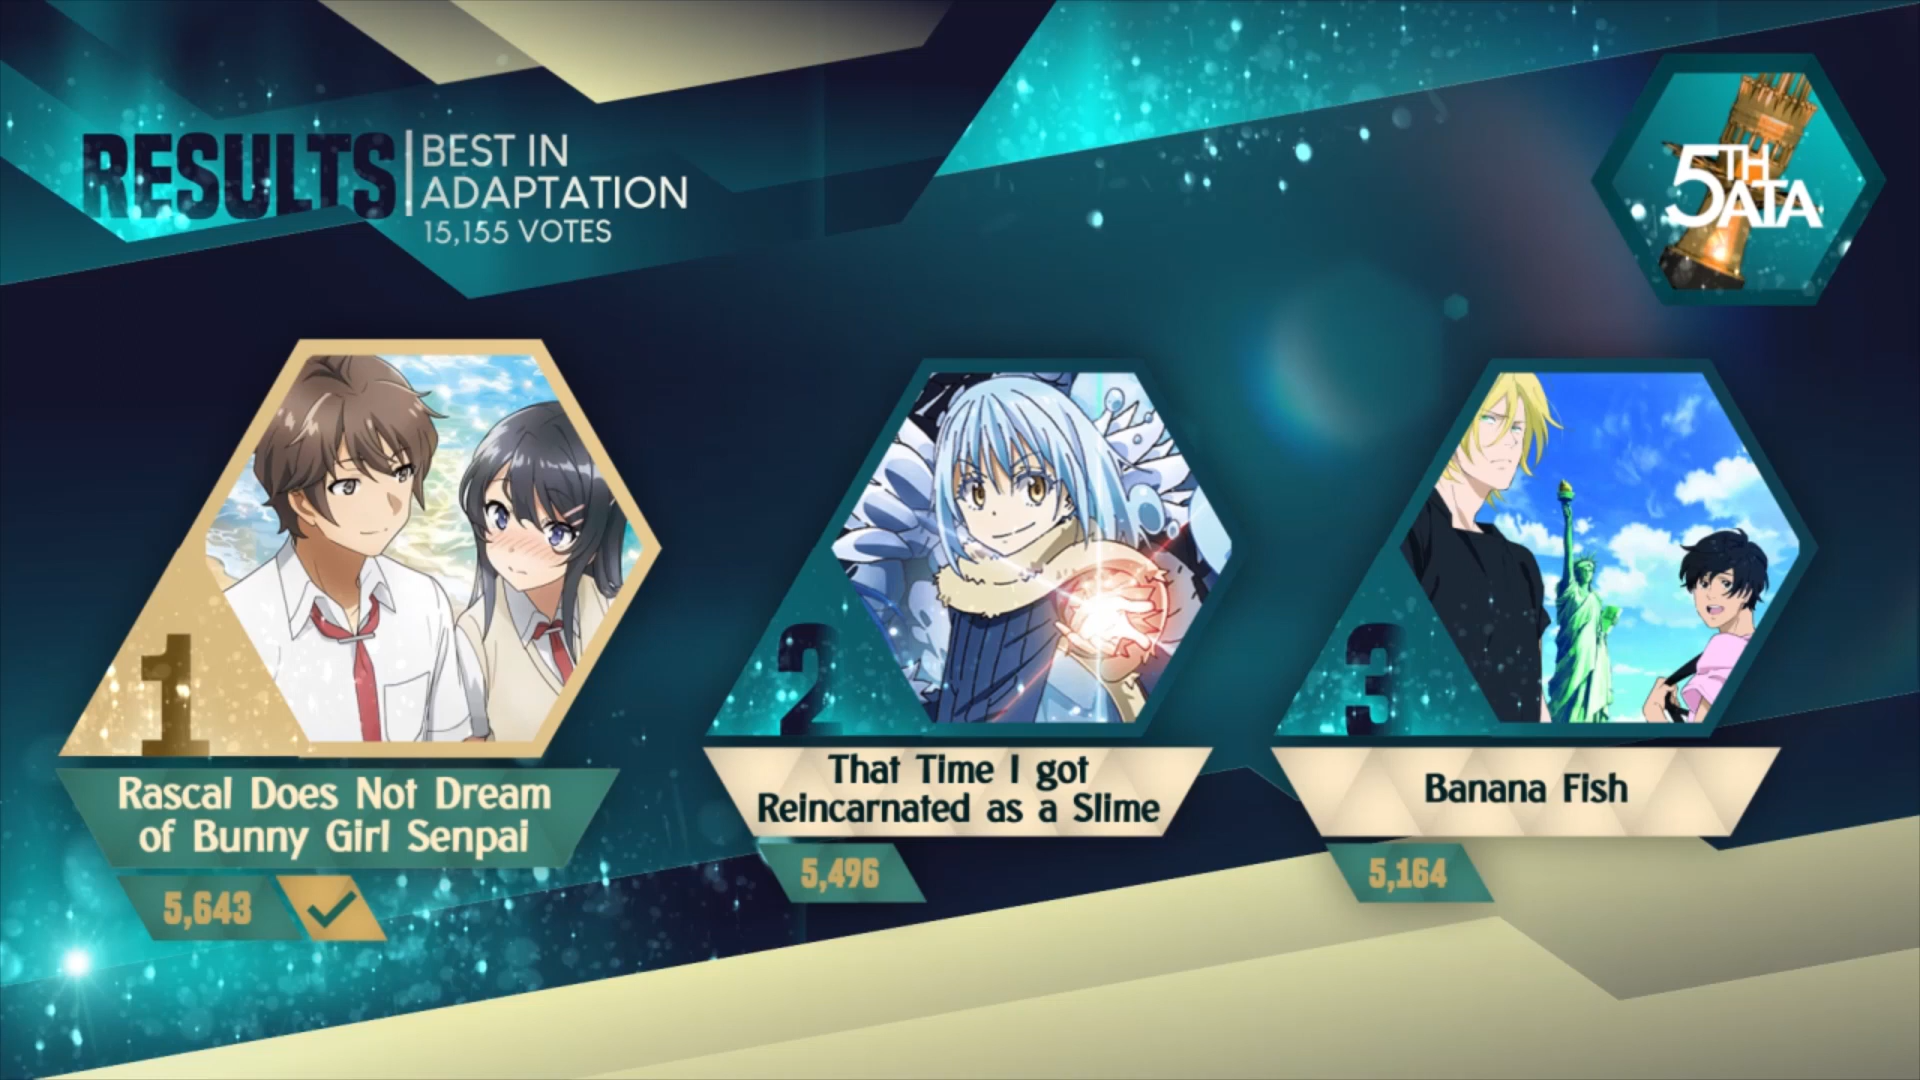 RESULTS
BEST IN
ADAPTATION
15,155 VOTES
5TH
ATA
1
Rascal Does Not Dream
of Bunny Girl Senpai
5,643
2
That Time I got
Reincarnated as a Slime
5,496
3
Banana Fish
5,164